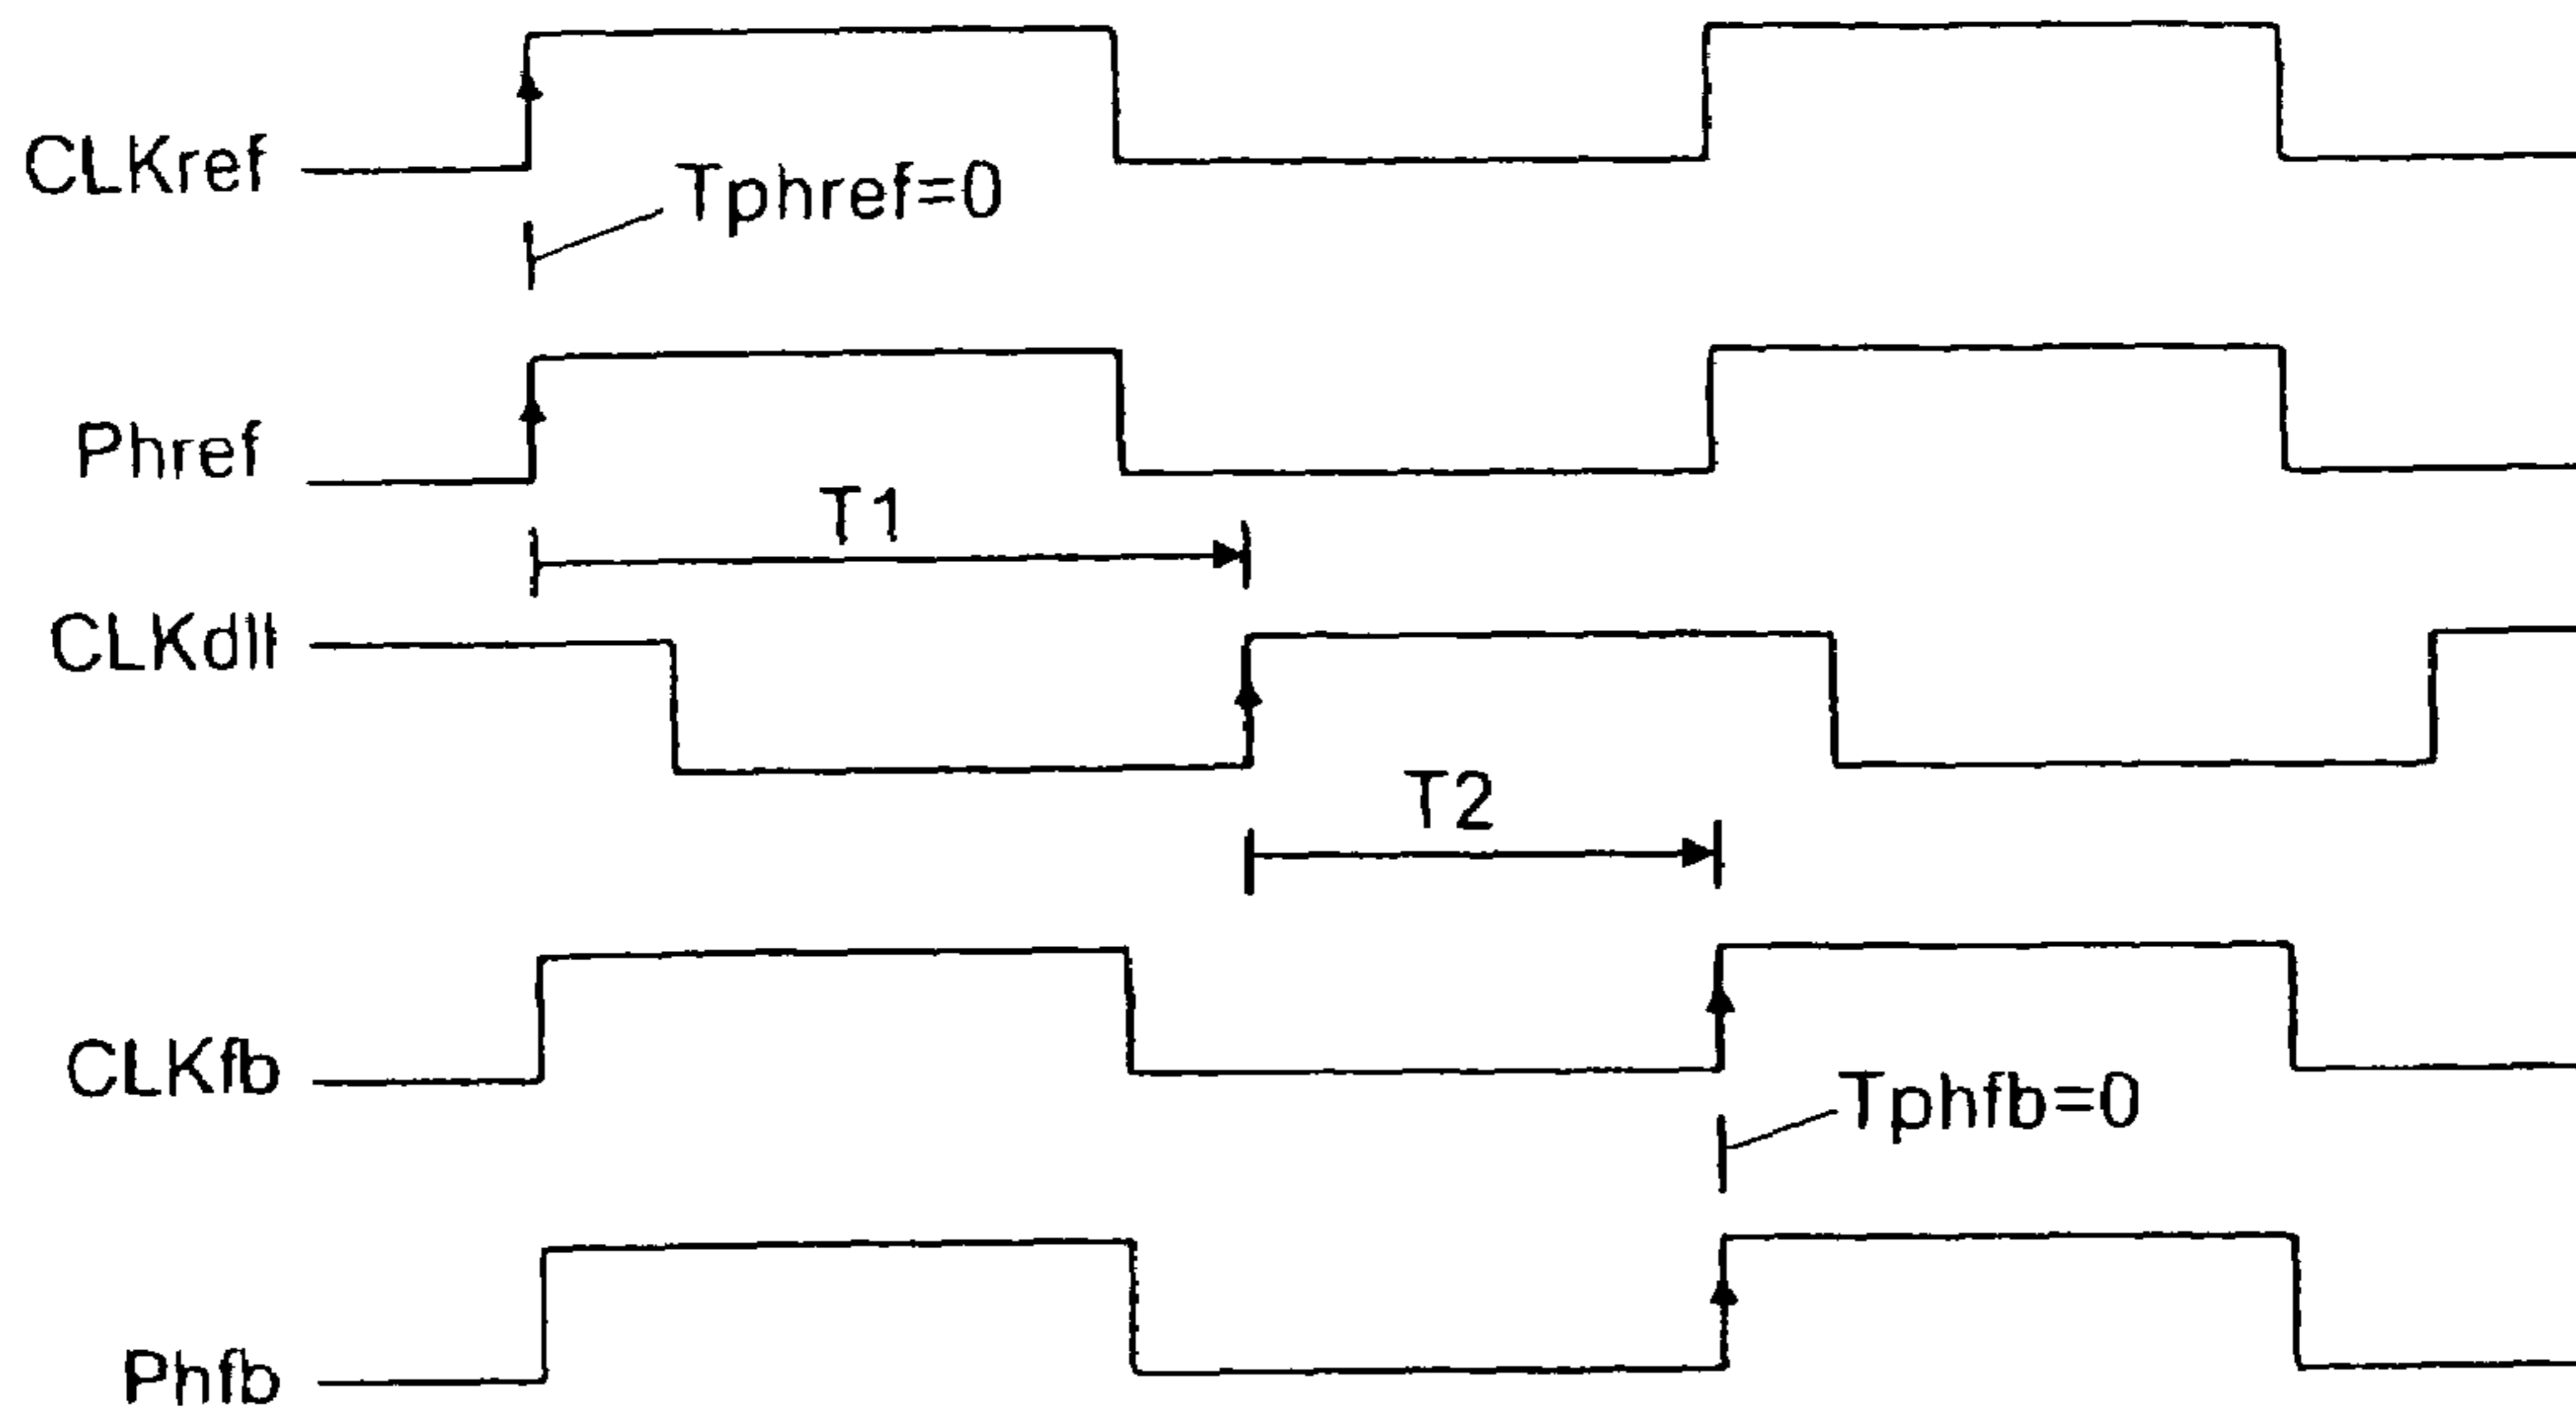 CLKref
Tphref=0
Phref
T1
CLKdll
T2
CLKfb
Tphfb=0
Phfb